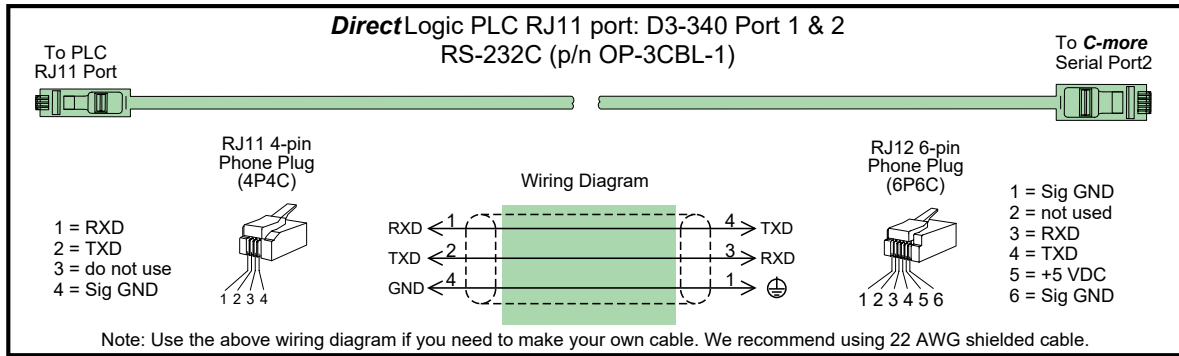 DirectLogic PLC RJ11 port: D3-340 Port 1 & 2
RS-232C (p/n OP-3CBL-1)
To PLC
RJ11 Port
To C-more
Serial Port2
RJ11 4-pin
Phone Plug
(4P4C)
1 = RXD
2 = TXD
3 = do not use
4 = Sig GND
1 2 3 4
Wiring Diagram
RXD 1 4 TXD
TXD 2 3 RXD
GND 4 1
RJ12 6-pin
Phone Plug
(6P6C)
1 2 3 4 5 6
1 = Sig GND
2 = not used
3 = RXD
4 = TXD
5 = +5 VDC
6 = Sig GND
Note: Use the above wiring diagram if you need to make your own cable. We recommend using 22 AWG shielded cable.